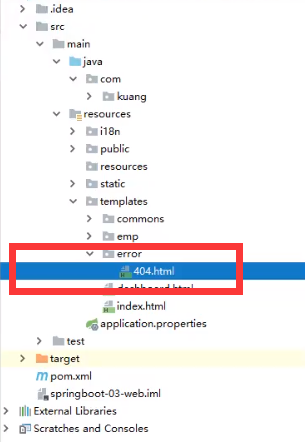 .idea
src
main
java
com
kuang
resources
i18n
public
resources
static
templates
commons
emp
error
404.html
dashboard.html
index.html
application.properties
test
target
pom.xml
springboot-03-web.iml
External Libraries
Scratches and Consoles